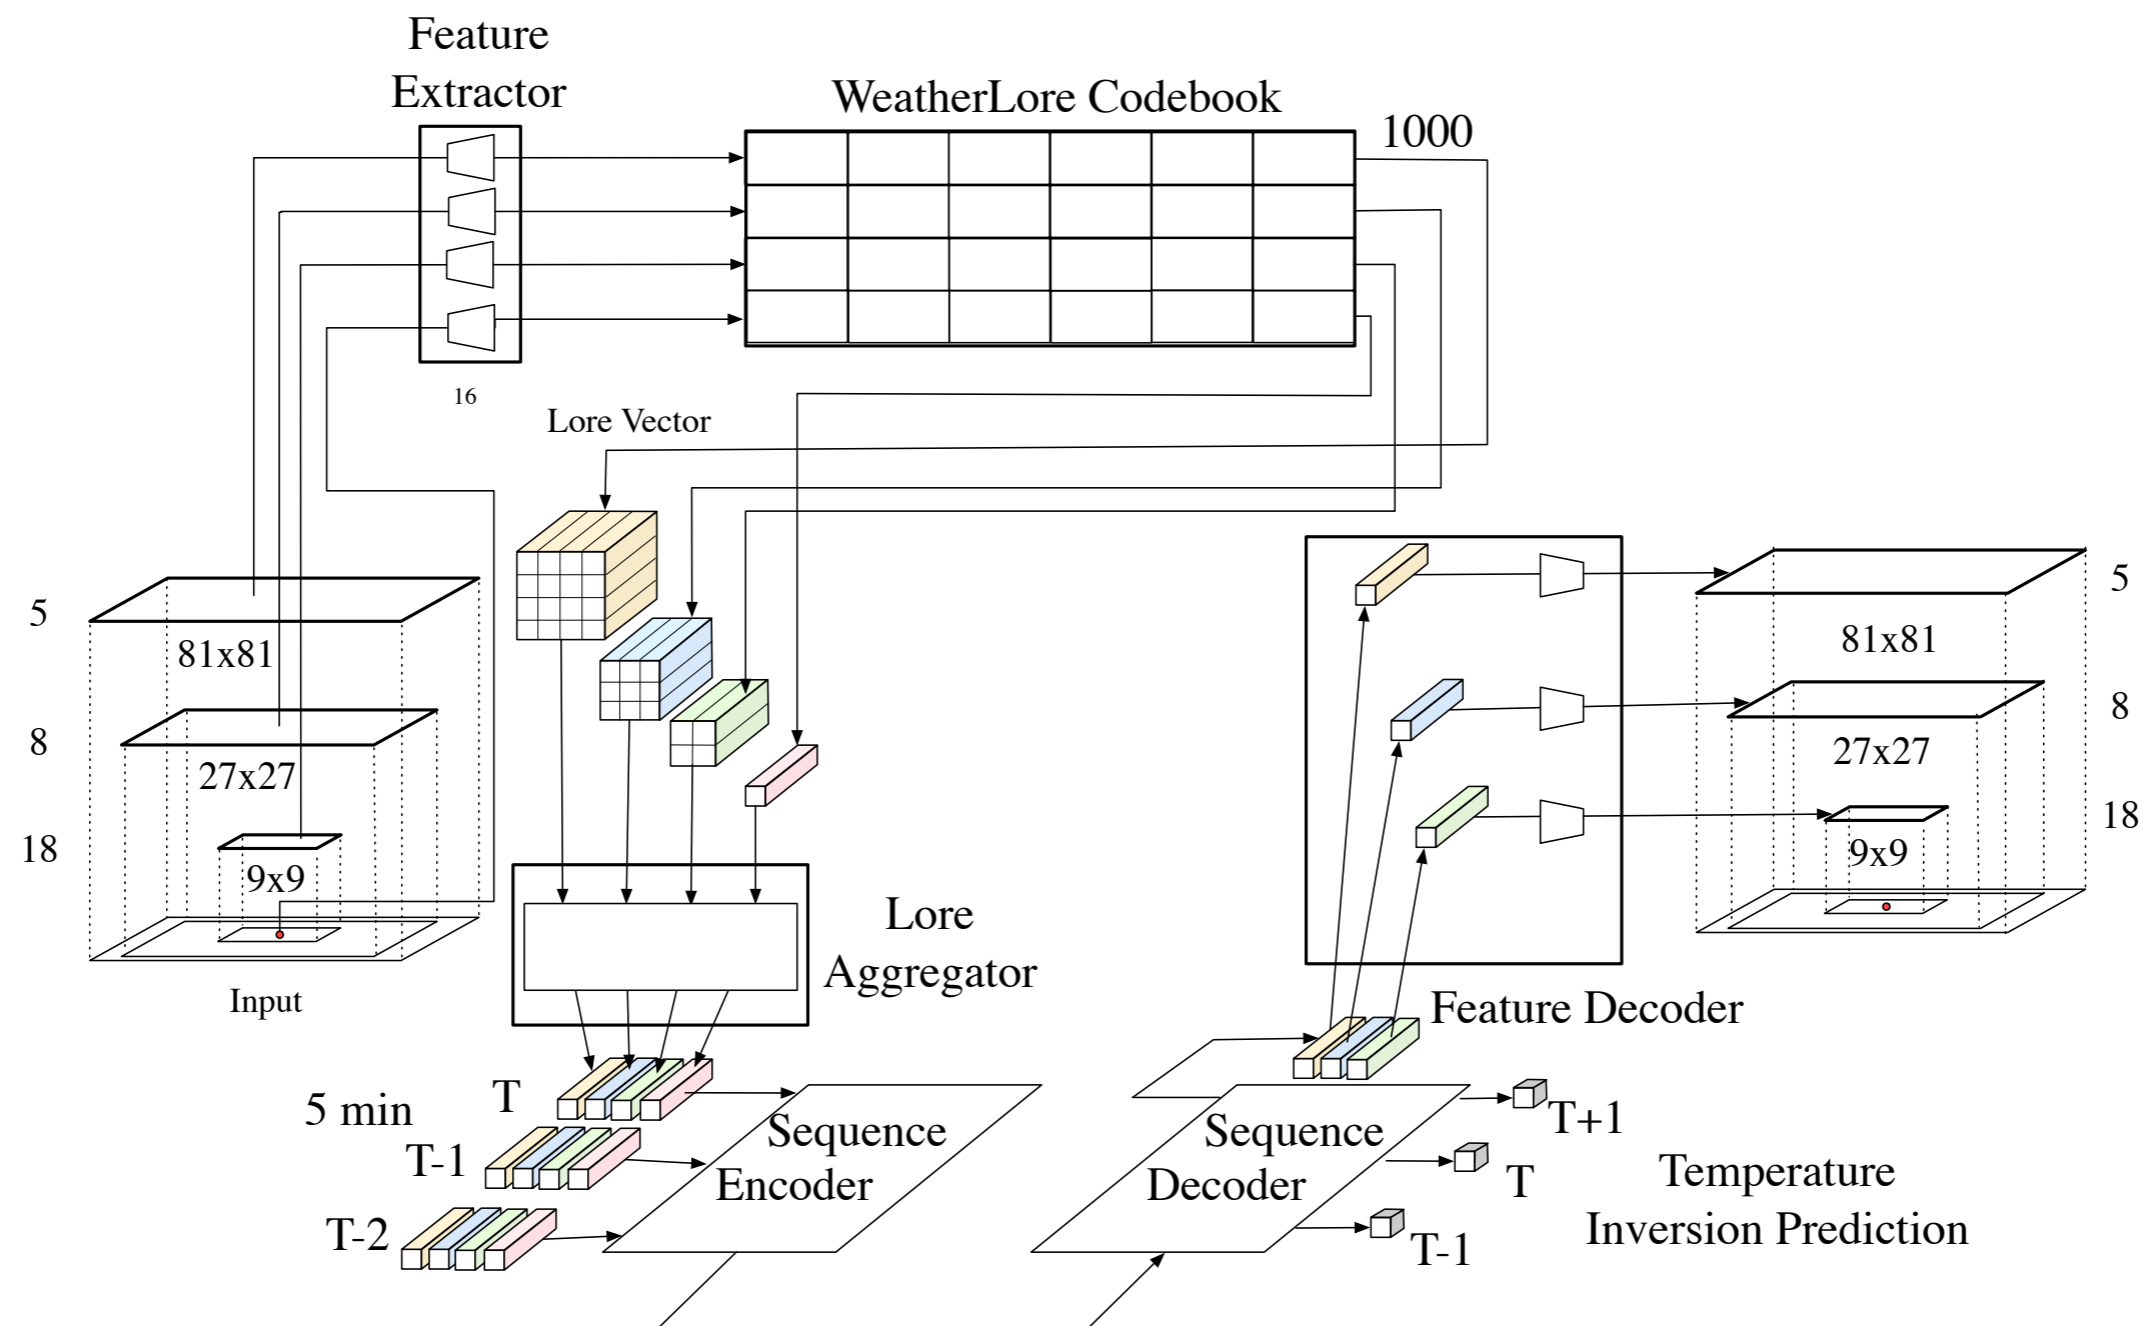 Feature
Extractor
WeatherLore Codebook
1000
16
Lore Vector
5
81x81
8
27x27
18
9x9
Input
Lore
Aggregator
5 min
T
T-1
T-2
Sequence
Encoder
Sequence
Decoder
Feature Decoder
5
81x81
8
27x27
18
9x9
T+1
T
T-1
Temperature
Inversion Prediction